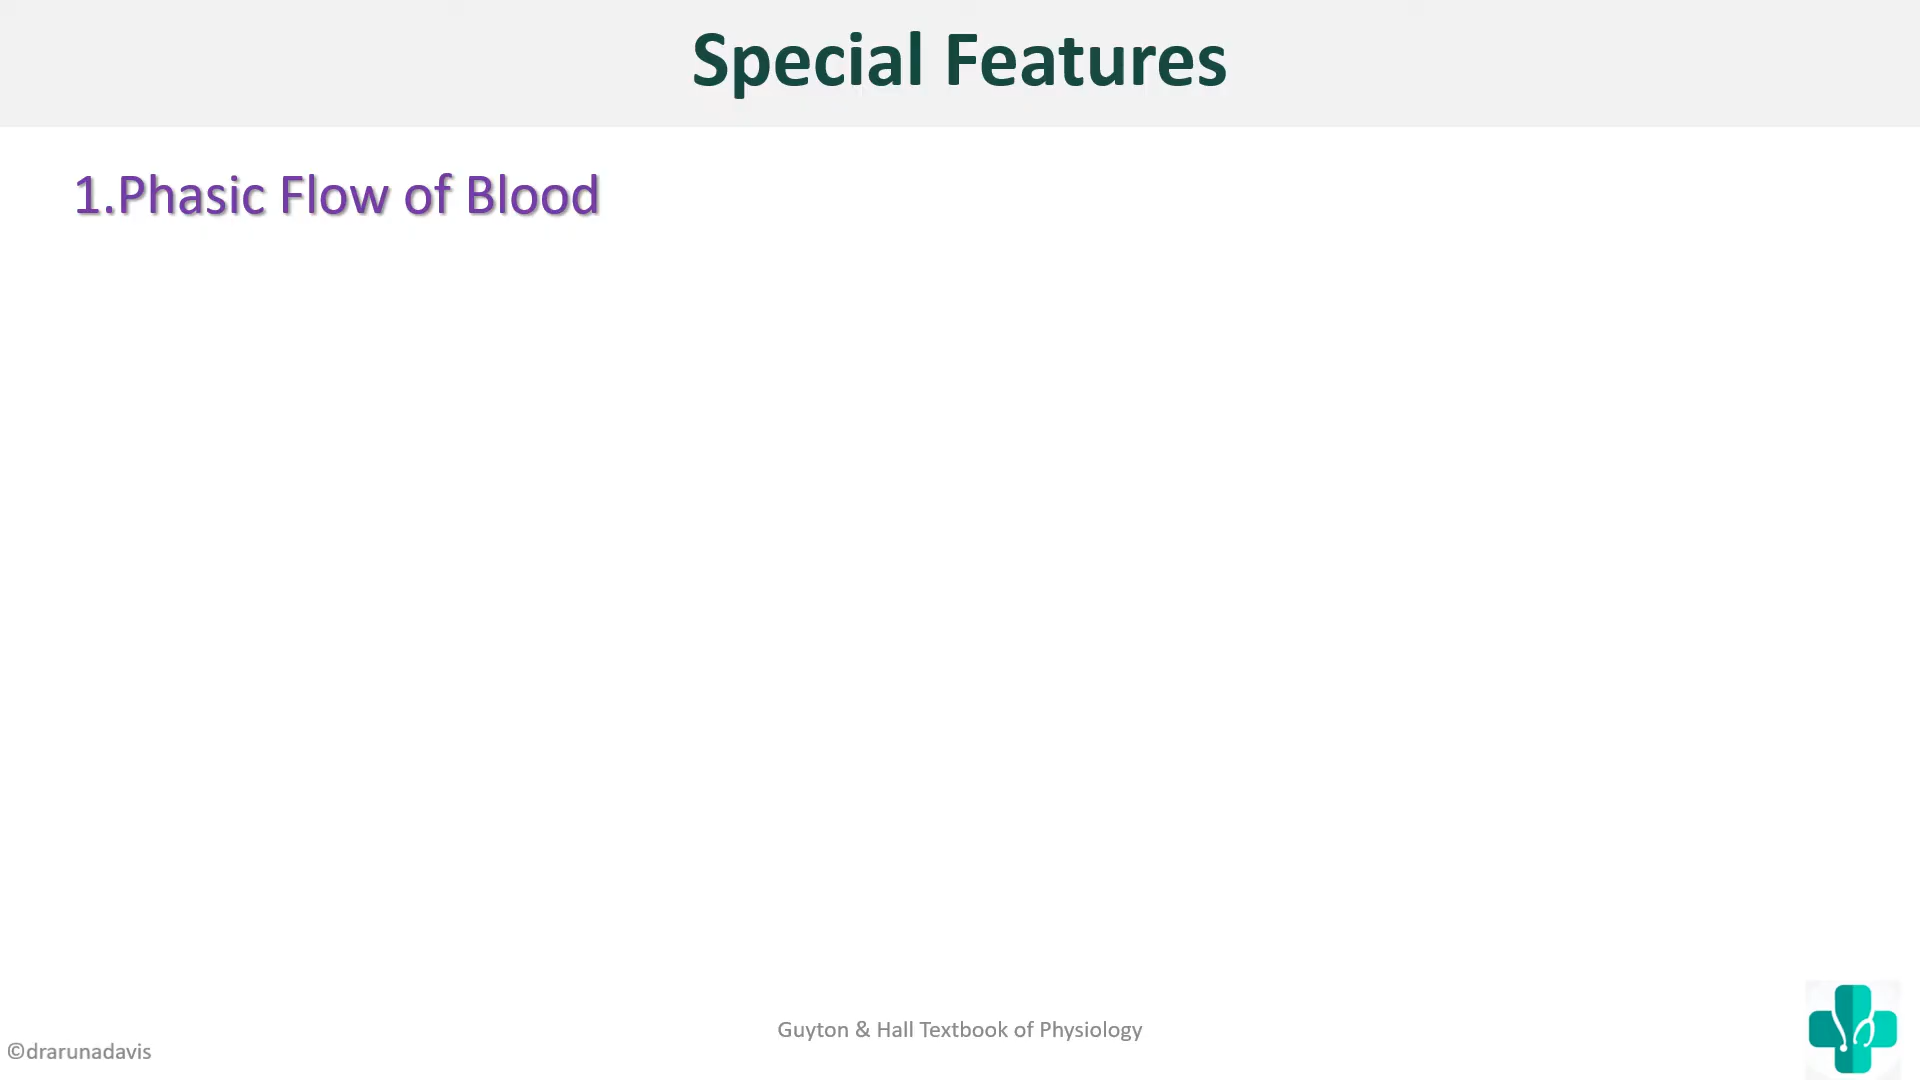 Special Features
1.Phasic Flow of Blood
Guyton & Hall Textbook of Physiology
©drarunadavis